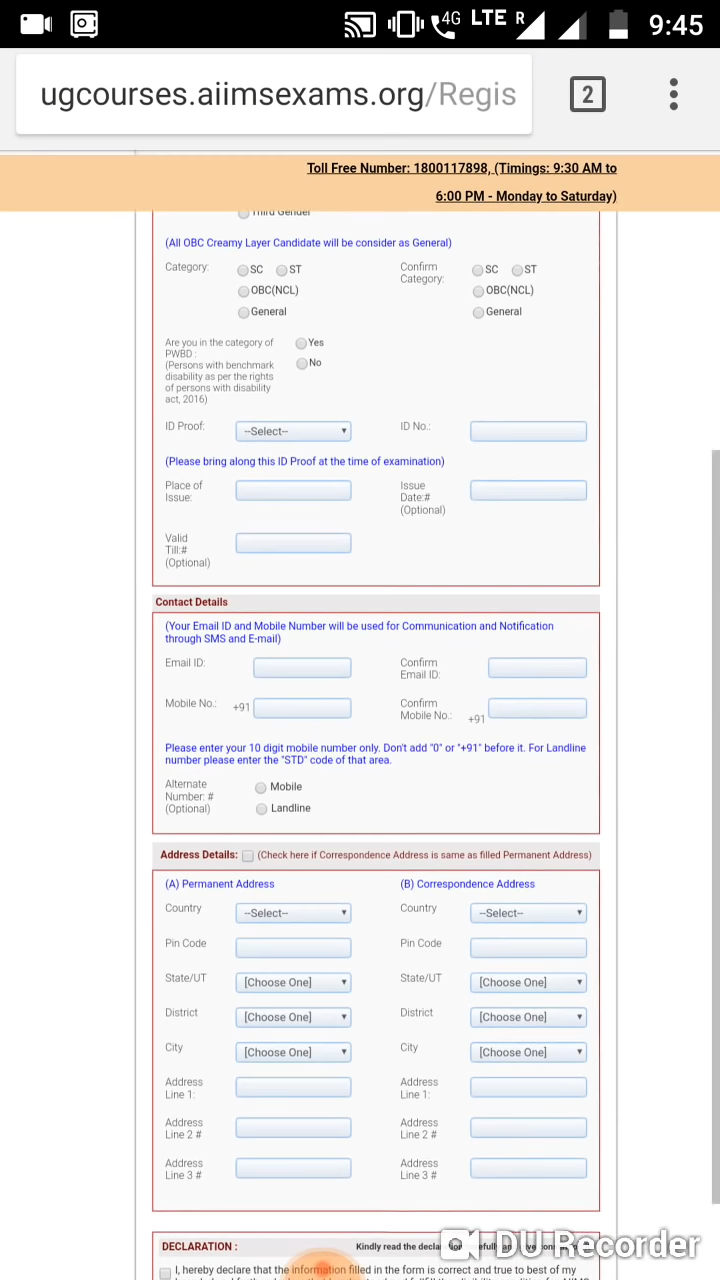 4G LTE R 9:45
ugcourses.aiimsexams.org/Regis 2
Toll Free Number: 1800117898, (Timings: 9:30 AM to
6:00 PM - Monday to Saturday)
Third Gender
(All OBC Creamy Layer Candidate will be consider as General)
Category: SC ST
OBC(NCL)
General
Confirm
Category: SC ST
OBC(NCL)
General
Are you in the category of
PWBD :
(Persons with benchmark
disability as per the rights
of persons with disability
act, 2016)
Yes
No
ID Proof: --Select-- ID No.:
(Please bring along this ID Proof at the time of examination)
Place of
Issue:
Issue
Date:#
(Optional)
Valid
Till:#
(Optional)
Contact Details
(Your Email ID and Mobile Number will be used for Communication and Notification
through SMS and E-mail)
Email ID:
Confirm
Email ID:
Mobile No.: +91
Confirm
Mobile No.: +91
Please enter your 10 digit mobile number only. Don't add "0" or "+91" before it. For Landline
number please enter the "STD" code of that area.
Alternate
Number: #
(Optional)
Mobile
Landline
Address Details: (Check here if Correspondence Address is same as filled Permanent Address)
(A) Permanent Address (B) Correspondence Address
Country --Select-- Country --Select--
Pin Code Pin Code
State/UT [Choose One] State/UT [Choose One]
District [Choose One] District [Choose One]
City [Choose One] City [Choose One]
Address
Line 1:
Address
Line 1:
Address
Line 2 #
Address
Line 2 #
Address
Line 3 #
Address
Line 3 #
DECLARATION : Kindly read the
DU Recorder
I, hereby declare that the information filled in the form is correct and true to best of my